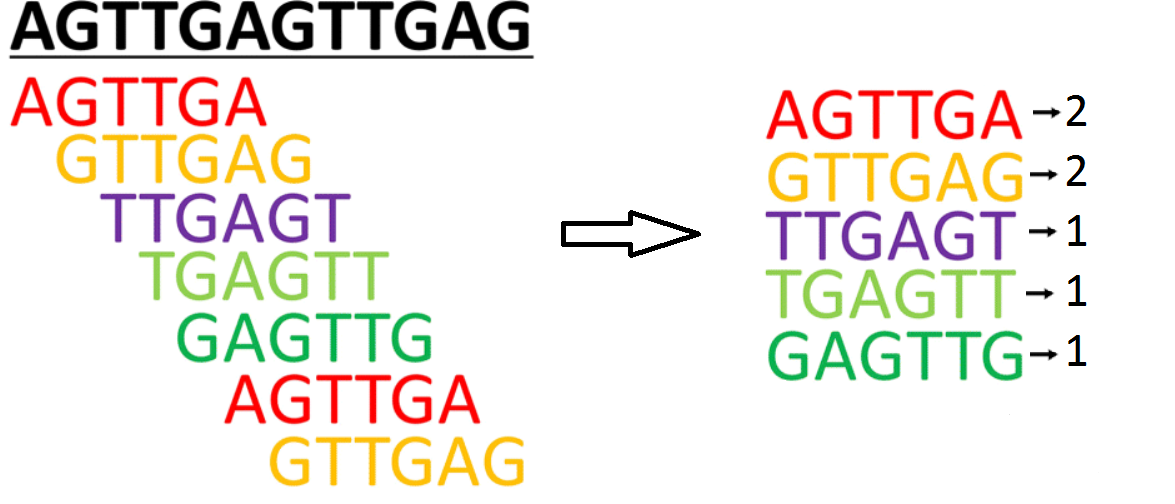 AGTTGAGTTGAG
AGTTGA
GTTGAG
TTGAGT
TGAGTT
GAGTTG
AGTTGA
GTTGAG
AGTTGA → 2
GTTGAG → 2
TTGAGT → 1
TGAGTT → 1
GAGTTG → 1